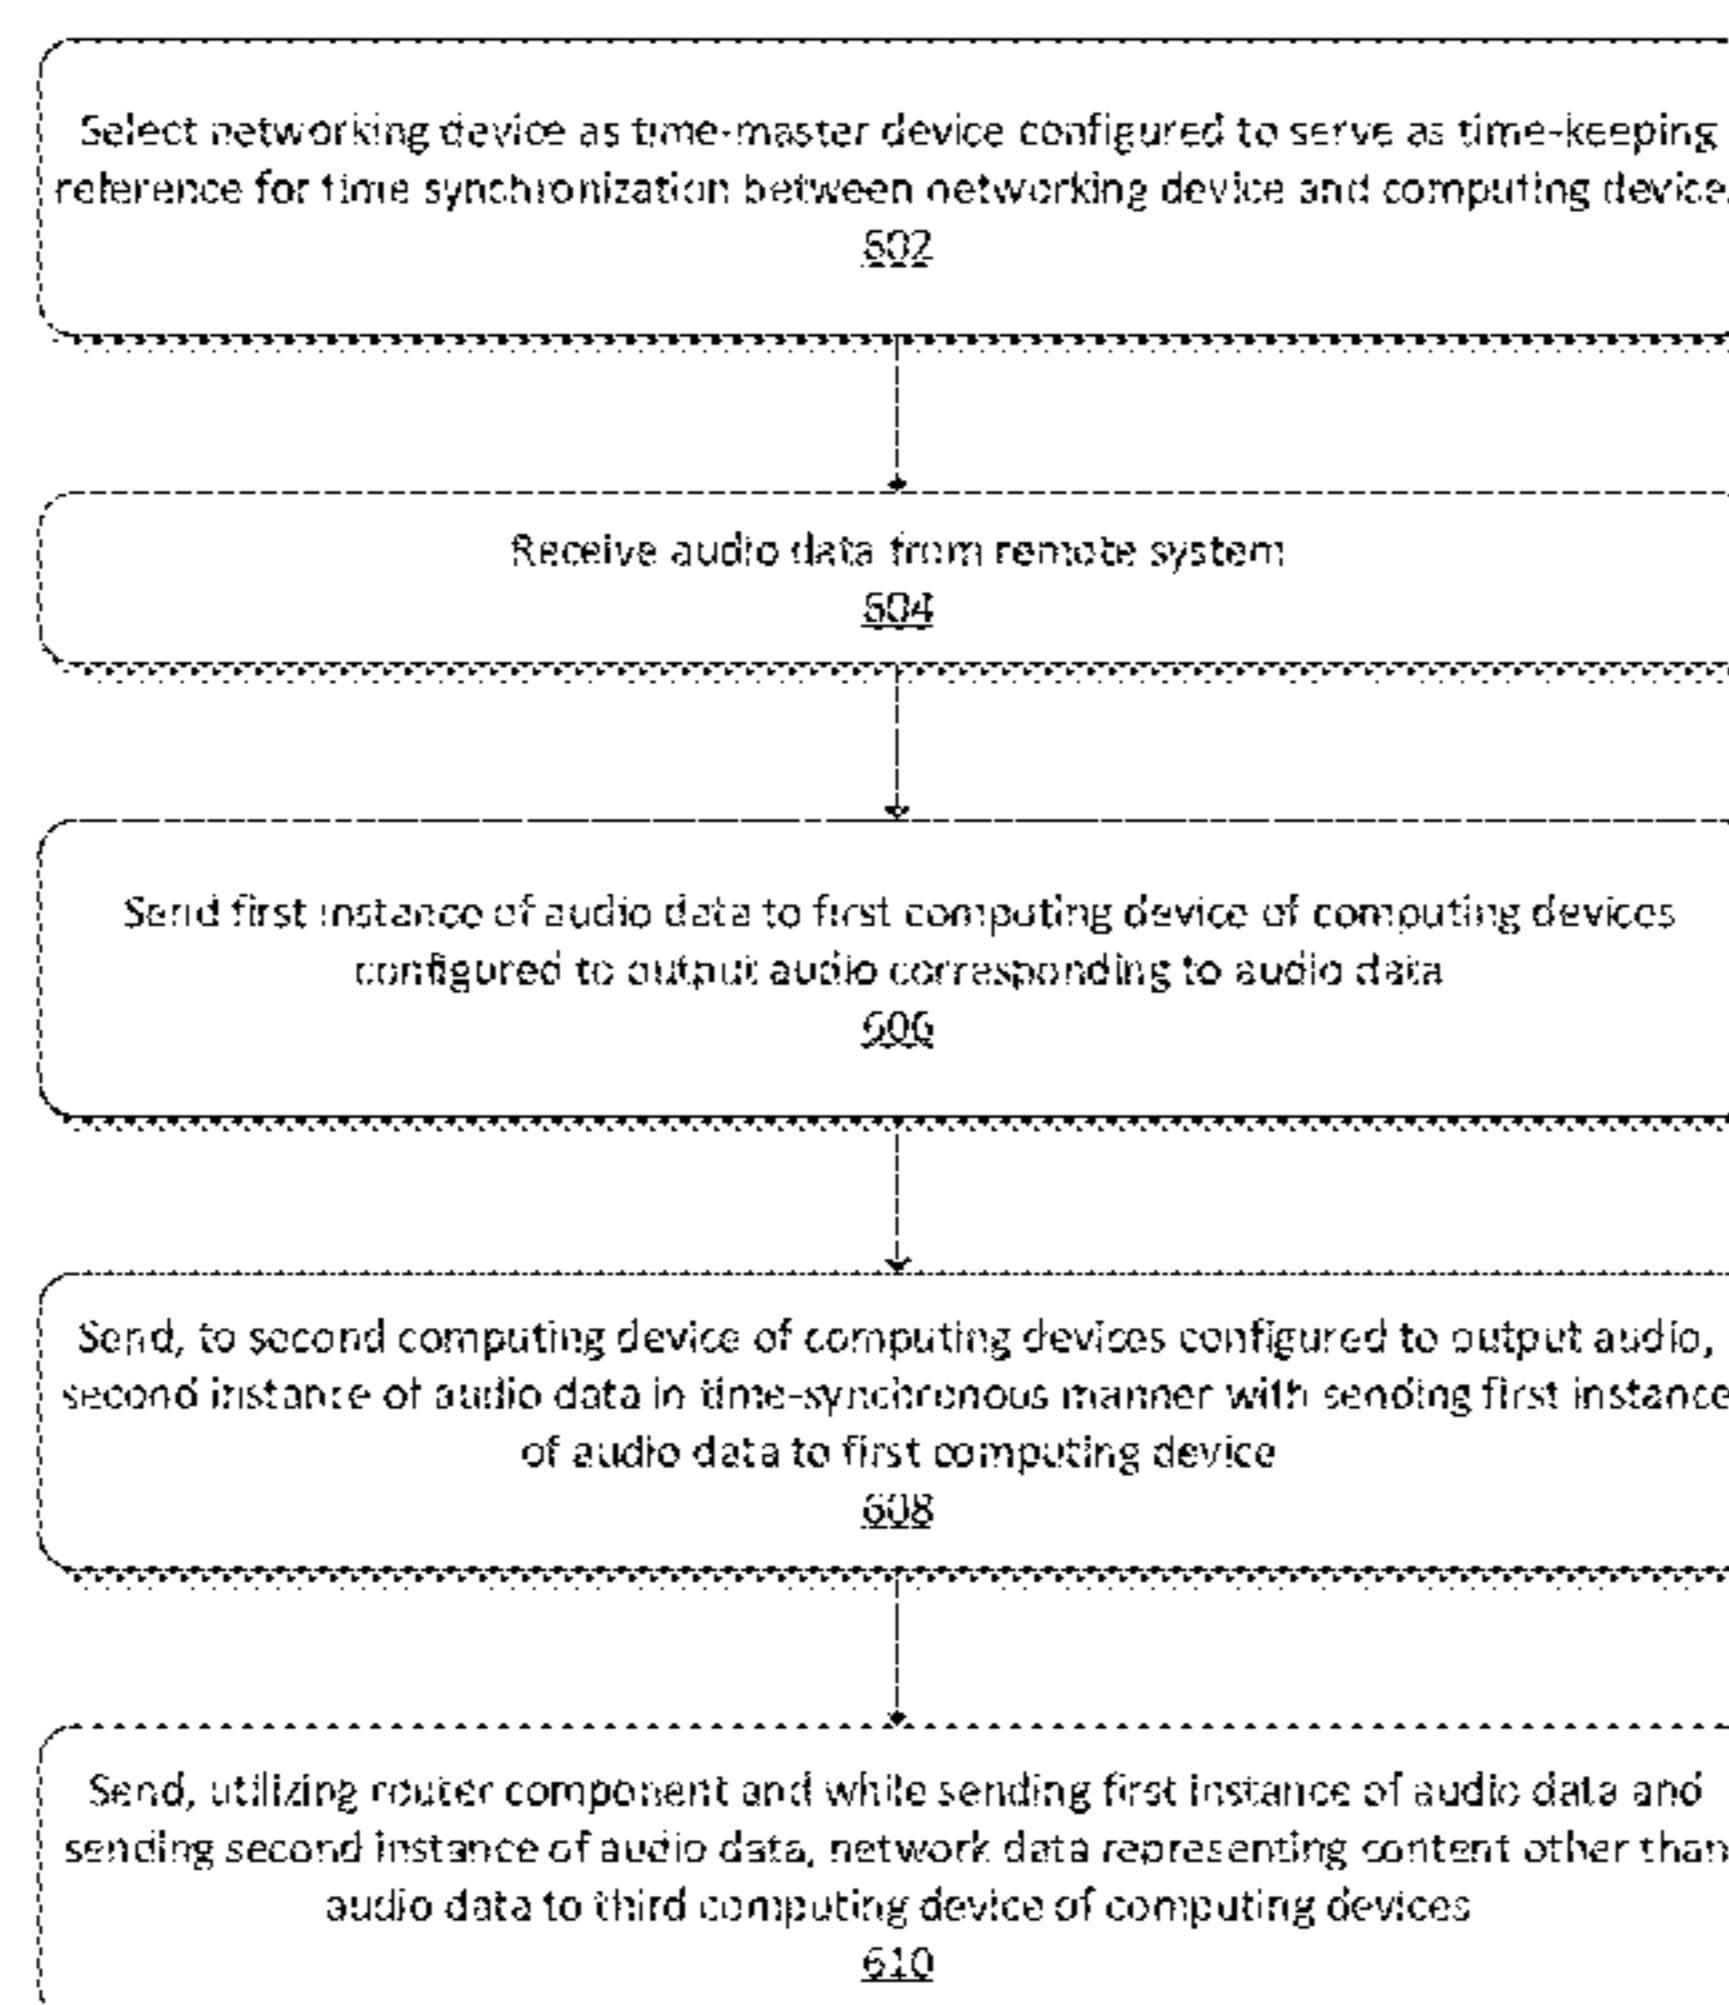 Select networking device as time-master device configured to serve as time-keeping
reference for time synchronization between networking device and computing device
602
Receive audio data from remote system
604
Send first instance of audio data to first computing device of computing devices
configured to output audio corresponding to audio data
606
Send, to second computing device of computing devices configured to output audio,
second instance of audio data in time-synchronous manner with sending first instance
of audio data to first computing device
608
Send, utilizing router component and while sending first instance of audio data and
sending second instance of audio data, network data representing content other than
audio data to third computing device of computing devices
610